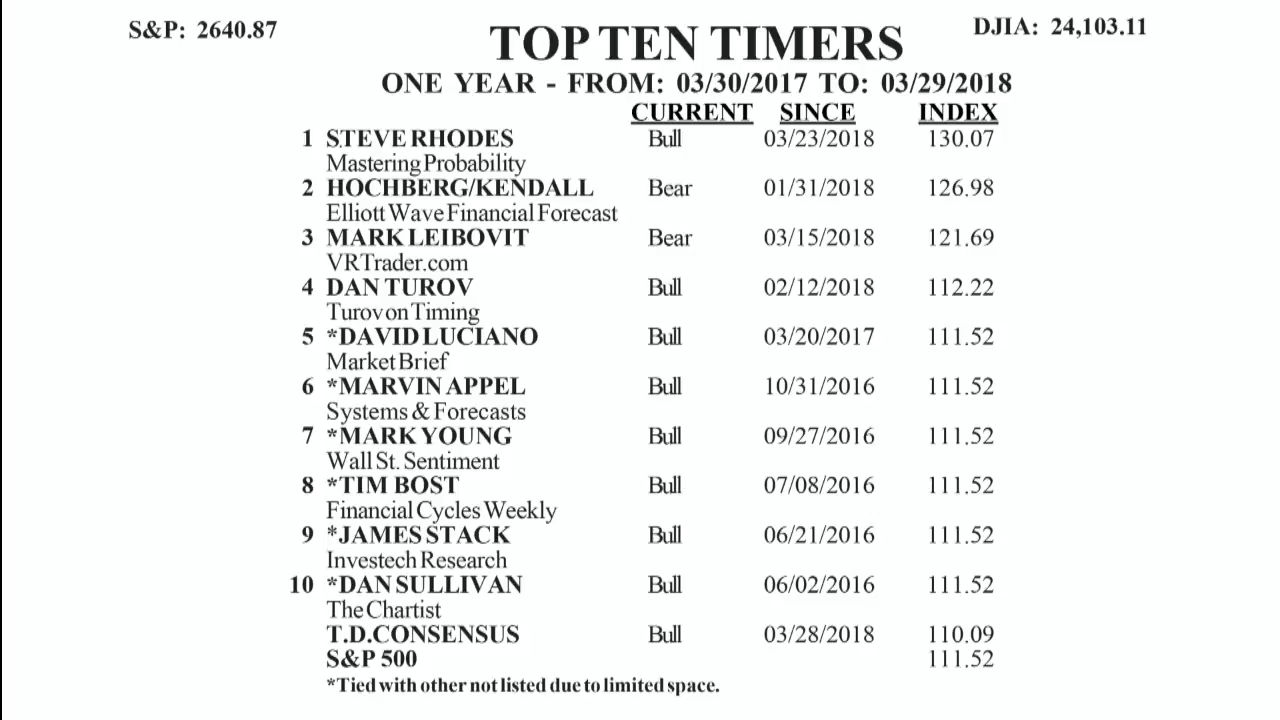 S&P: 2640.87
DJIA: 24,103.11
TOP TEN TIMERS
ONE YEAR - FROM: 03/30/2017 TO: 03/29/2018
CURRENT SINCE INDEX
1 STEVE RHODES Bull 03/23/2018 130.07
Mastering Probability
2 HOCHBERG/KENDALL Bear 01/31/2018 126.98
Elliott Wave Financial Forecast
3 MARK LEIBOVIT Bear 03/15/2018 121.69
VRTrader.com
4 DAN TUROV Bull 02/12/2018 112.22
Turov on Timing
5 *DAVID LUCIANO Bull 03/20/2017 111.52
Market Brief
6 *MARVIN APPEL Bull 10/31/2016 111.52
Systems & Forecasts
7 *MARK YOUNG Bull 09/27/2016 111.52
Wall St. Sentiment
8 *TIM BOST Bull 07/08/2016 111.52
Financial Cycles Weekly
9 *JAMES STACK Bull 06/21/2016 111.52
Investech Research
10 *DAN SULLIVAN Bull 06/02/2016 111.52
The Chartist
T.D.CONSENSUS Bull 03/28/2018 110.09
S&P 500 111.52
*Tied with other not listed due to limited space.